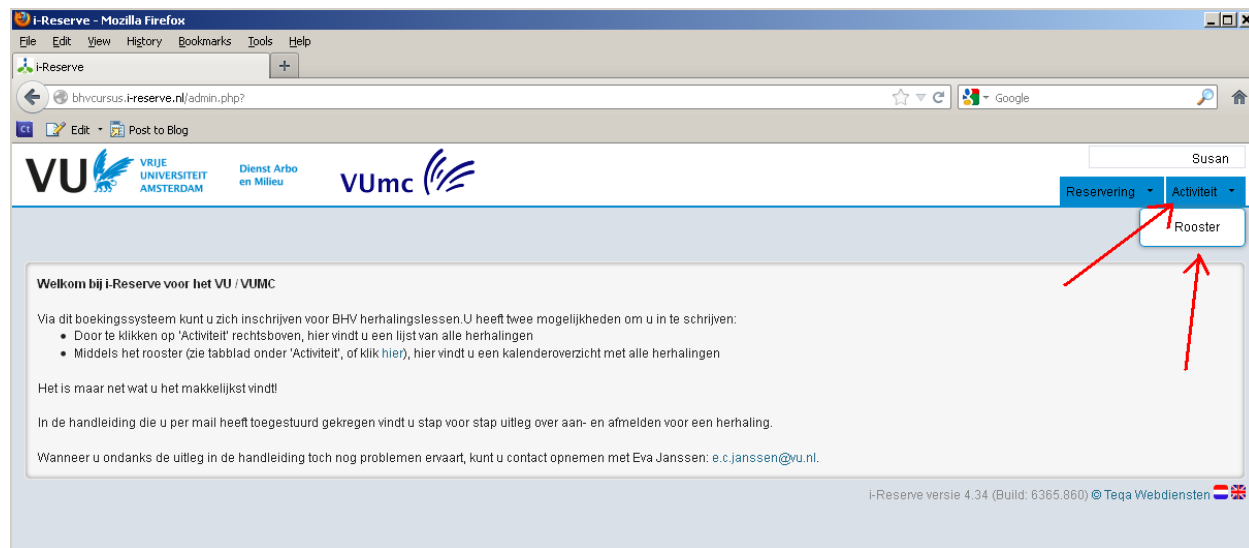 i-Reserve - Mozilla Firefox
File Edit View History Bookmarks Tools Help
i-Reserve +
bhvcursus.i-reserve.nl/admin.php? Google
Ct Edit Post to Blog
VU VRIJE UNIVERSITEIT AMSTERDAM Dienst Arbo en Milieu VUmc
Susan
Reservering Activiteit
Rooster
Welkom bij i-Reserve voor het VU / VUMC
Via dit boekingssysteem kunt u zich inschrijven voor BHV herhalingslessen.U heeft twee mogelijkheden om u in te schrijven:
• Door te klikken op 'Activiteit' rechtsboven, hier vindt u een lijst van alle herhalingen
• Middels het rooster (zie tabblad onder 'Activiteit', of klik hier), hier vindt u een kalenderoverzicht met alle herhalingen
Het is maar net wat u het makkelijkst vindt!
In de handleiding die u per mail heeft toegestuurd gekregen vindt u stap voor stap uitleg over aan- en afmelden voor een herhaling.
Wanneer u ondanks de uitleg in de handleiding toch nog problemen ervaart, kunt u contact opnemen met Eva Janssen: e.c.janssen@vu.nl.
i-Reserve versie 4.34 (Build: 6365.860) © Teqa Webdiensten